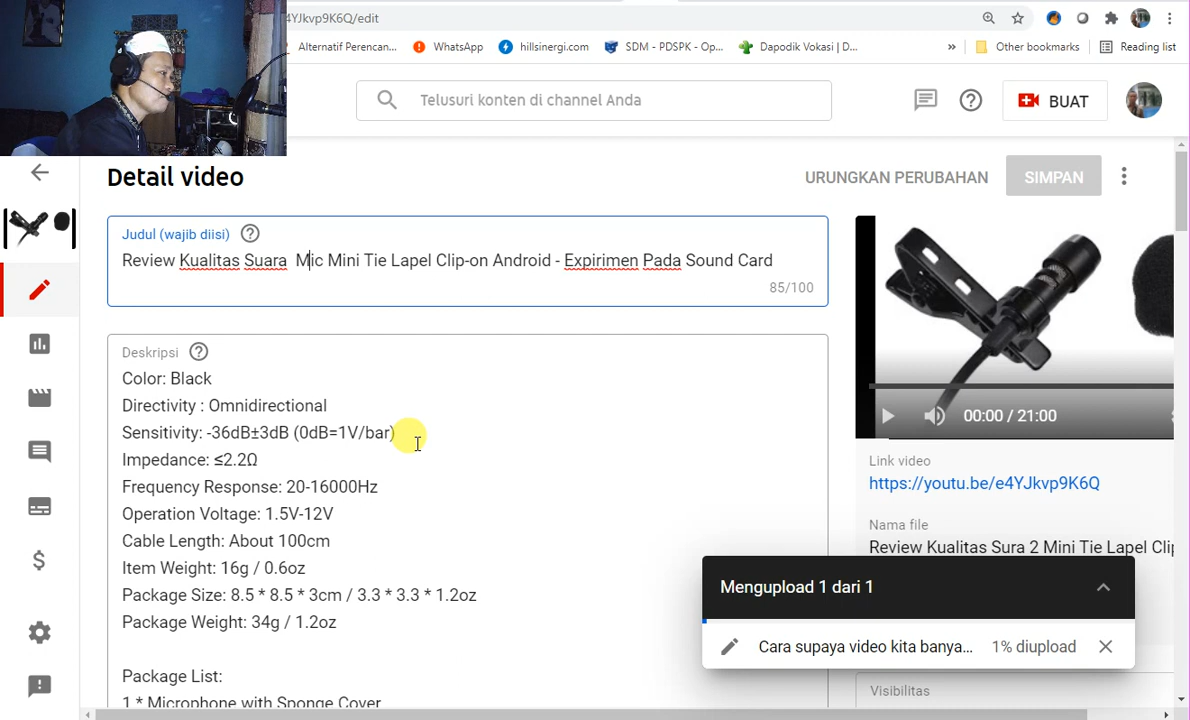 4YJkvp9K6Q/edit
Alternatif Perencan...
WhatsApp
hillsinergi.com
SDM - PDSPK - Op...
Dapodik Vokasi | D...
»
Other bookmarks
Reading list
Telusuri konten di channel Anda
BUAT
Detail video
URUNGKAN PERUBAHAN
SIMPAN
Judul (wajib diisi)
Review Kualitas Suara  Mic Mini Tie Lapel Clip-on Android - Expirimen Pada Sound Card
85/100
Deskripsi
Color: Black
Directivity : Omnidirectional
Sensitivity: -36dB±3dB (0dB=1V/bar)
Impedance: ≤2.2Ω
Frequency Response: 20-16000Hz
Operation Voltage: 1.5V-12V
Cable Length: About 100cm
Item Weight: 16g / 0.6oz
Package Size: 8.5 * 8.5 * 3cm / 3.3 * 3.3 * 1.2oz
Package Weight: 34g / 1.2oz
Package List:
1 * Microphone with Sponge Cover
00:00 / 21:00
Link video
https://youtu.be/e4YJkvp9K6Q
Nama file
Review Kualitas Sura 2 Mini Tie Lapel Clip
Mengupload 1 dari 1
Cara supaya video kita banya...
1% diupload
Visibilitas